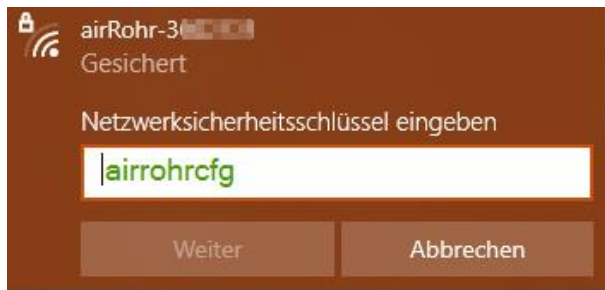 airRohr-3
Gesichert
Netzwerksicherheitsschlüssel eingeben
airrohrcfg
Weiter
Abbrechen